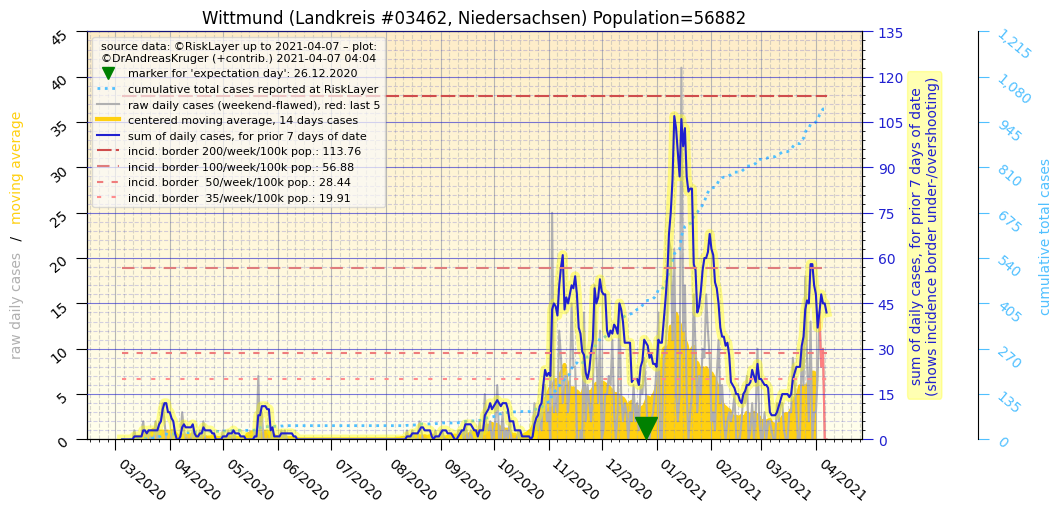 Wittmund (Landkreis #03462, Niedersachsen) Population=56882
source data: ©RiskLayer up to 2021-04-07 – plot:
©DrAndreasKruger (+contrib.) 2021-04-07 04:04
marker for 'expectation day': 26.12.2020
cumulative total cases reported at RiskLayer
raw daily cases (weekend-flawed), red: last 5
centered moving average, 14 days cases
sum of daily cases, for prior 7 days of date
incid. border 200/week/100k pop.: 113.76
incid. border 100/week/100k pop.: 56.88
incid. border 50/week/100k pop.: 28.44
incid. border 35/week/100k pop.: 19.91
raw daily cases / moving average
45
40
35
30
25
20
15
10
5
0
03/2020
04/2020
05/2020
06/2020
07/2020
08/2020
09/2020
10/2020
11/2020
12/2020
01/2021
02/2021
03/2021
04/2021
135
120
105
90
75
60
45
30
15
0
sum of daily cases, for prior 7 days of date
(shows incidence border under-/overshooting)
1,215
1,080
945
810
675
540
405
270
135
0
cumulative total cases